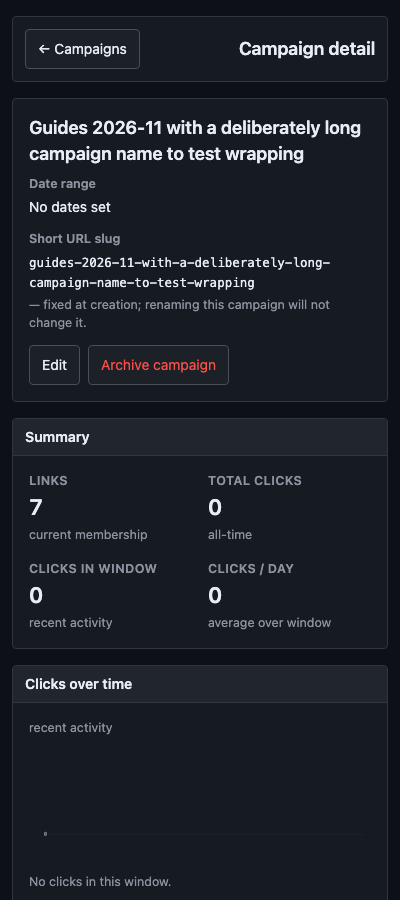 ← Campaigns
Campaign detail
Guides 2026-11 with a deliberately long
campaign name to test wrapping
Date range
No dates set
Short URL slug
guides-2026-11-with-a-deliberately-long-
campaign-name-to-test-wrapping
— fixed at creation; renaming this campaign will not
change it.
Edit
Archive campaign
Summary
LINKS
7
current membership
TOTAL CLICKS
0
all-time
CLICKS IN WINDOW
0
recent activity
CLICKS / DAY
0
average over window
Clicks over time
recent activity
No clicks in this window.